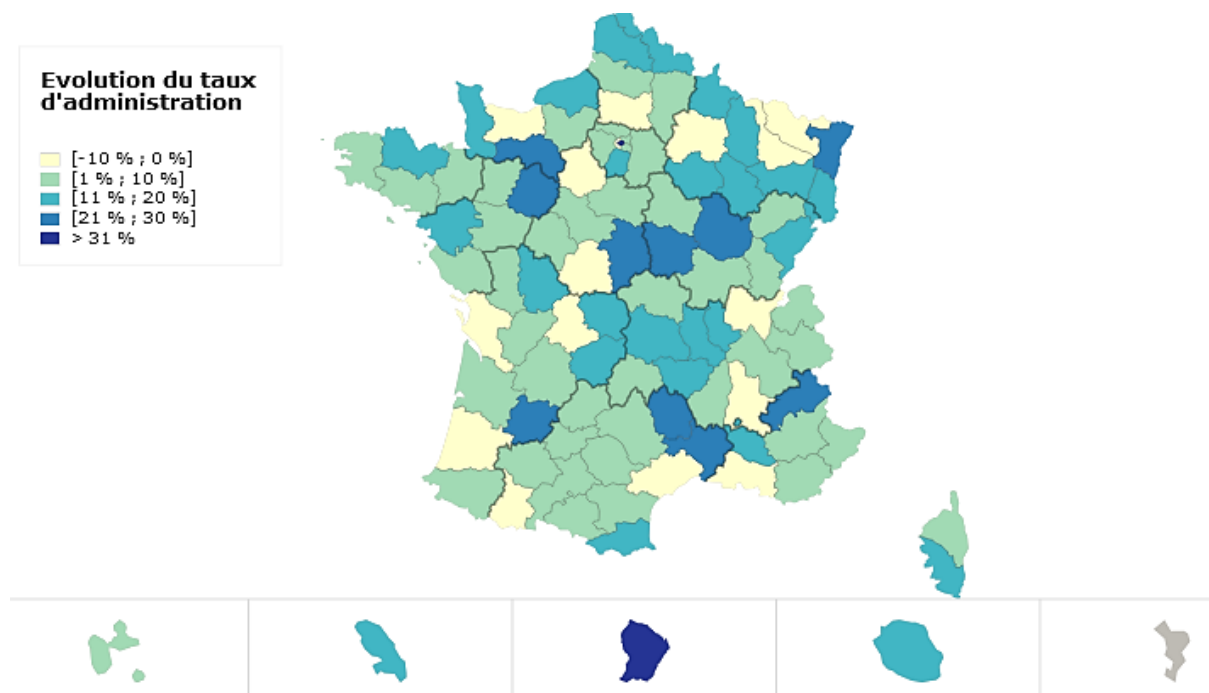 Evolution du taux
d'administration
[-10 % ; 0 %]
[1 % ; 10 %]
[11 % ; 20 %]
[21 % ; 30 %]
> 31 %